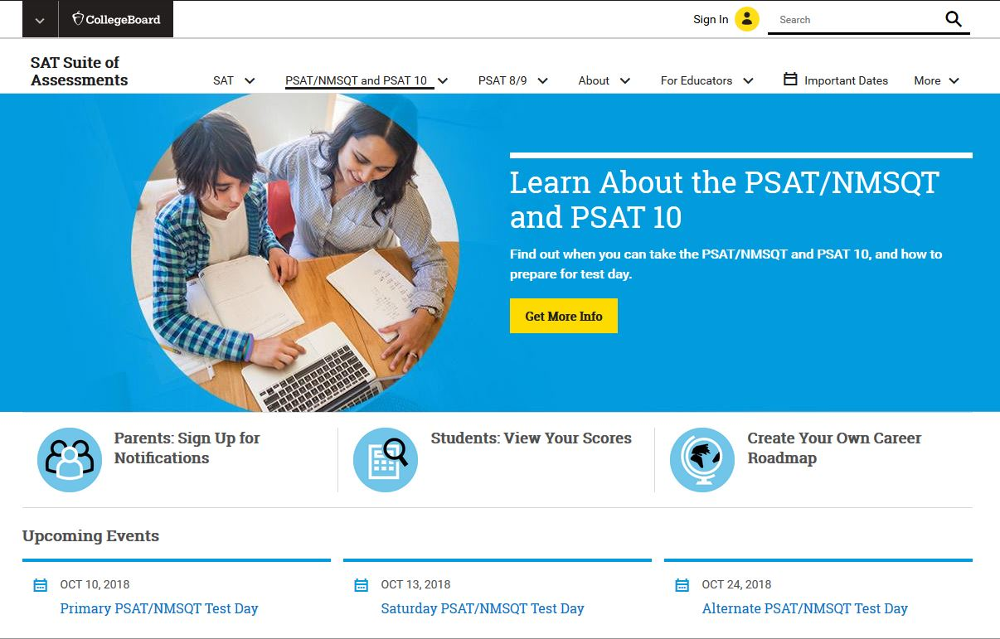 CollegeBoard
Sign In
Search
SAT Suite of
Assessments
SAT
PSAT/NMSQT and PSAT 10
PSAT 8/9
About
For Educators
Important Dates
More
Learn About the PSAT/NMSQT
and PSAT 10
Find out when you can take the PSAT/NMSQT and PSAT 10, and how to
prepare for test day.
Get More Info
Parents: Sign Up for
Notifications
Students: View Your Scores
Create Your Own Career
Roadmap
Upcoming Events
OCT 10, 2018
Primary PSAT/NMSQT Test Day
OCT 13, 2018
Saturday PSAT/NMSQT Test Day
OCT 24, 2018
Alternate PSAT/NMSQT Test Day